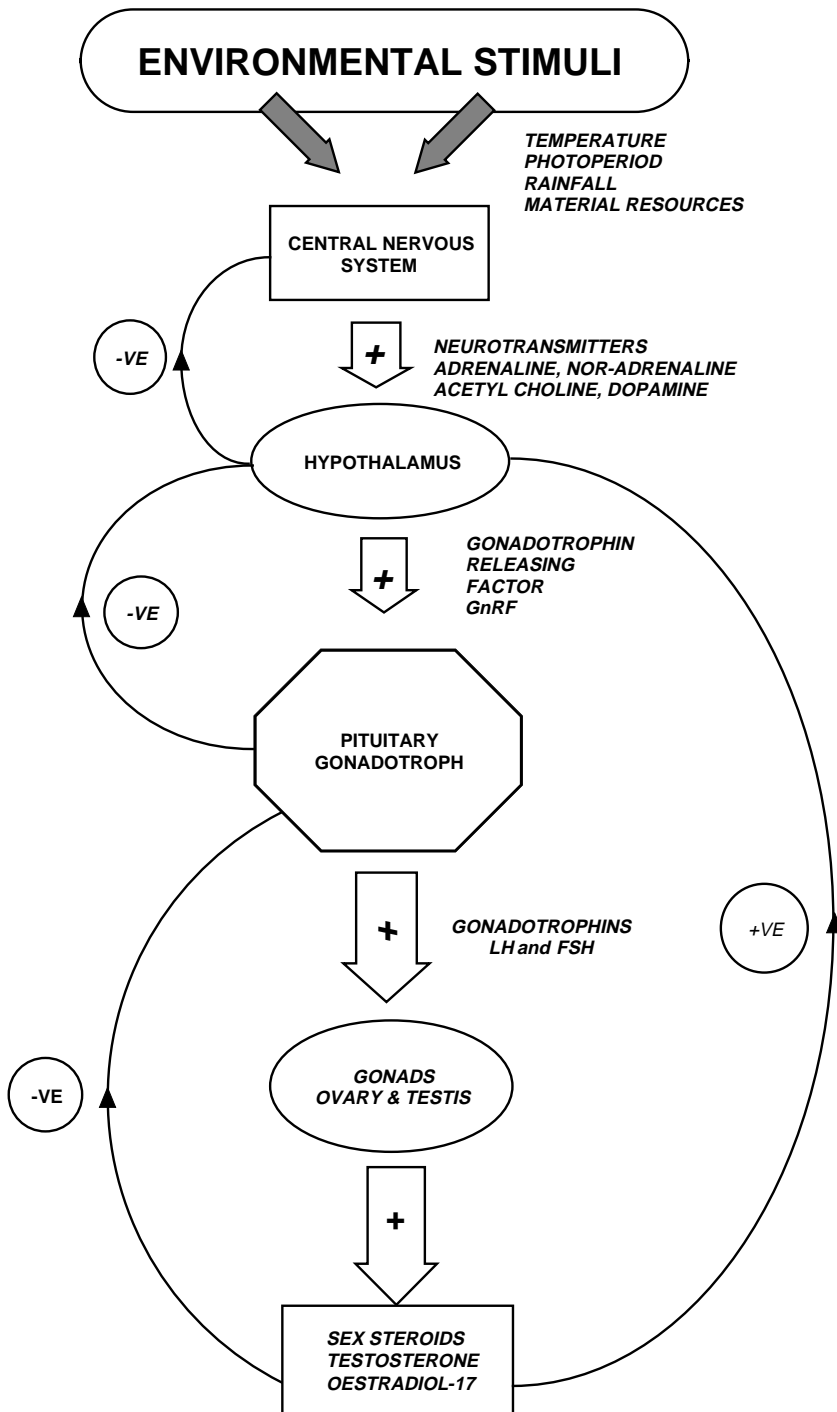 ENVIRONMENTAL STIMULI
TEMPERATURE
PHOTOPERIOD
RAINFALL
MATERIAL RESOURCES
CENTRAL NERVOUS
SYSTEM
-VE
+
NEUROTRANSMITTERS
ADRENALINE, NOR-ADRENALINE
ACETYL CHOLINE, DOPAMINE
HYPOTHALAMUS
-VE
+
GONADOTROPHIN
RELEASING
FACTOR
GnRF
PITUITARY
GONADOTROPH
+
GONADOTROPHINS
LH and FSH
+VE
-VE
GONADS
OVARY & TESTIS
+
SEX STEROIDS
TESTOSTERONE
OESTRADIOL-17